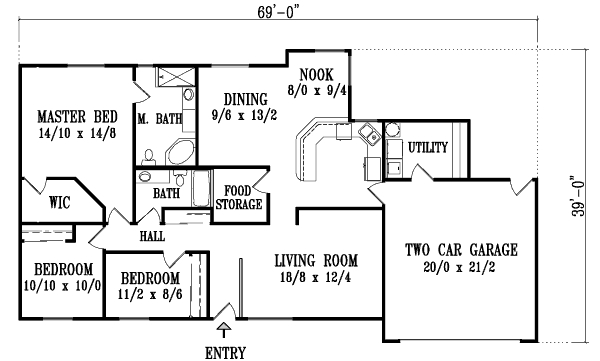 69'-0"
NOOK
8/0 x 9/4
DINING
9/6 x 13/2
MASTER BED
14/10 x 14/8
M. BATH
UTILITY
WIC
BATH
FOOD
STORAGE
39'-0"
HALL
TWO CAR GARAGE
20/0 x 21/2
LIVING ROOM
18/8 x 12/4
BEDROOM
10/10 x 10/0
BEDROOM
11/2 x 8/6
ENTRY